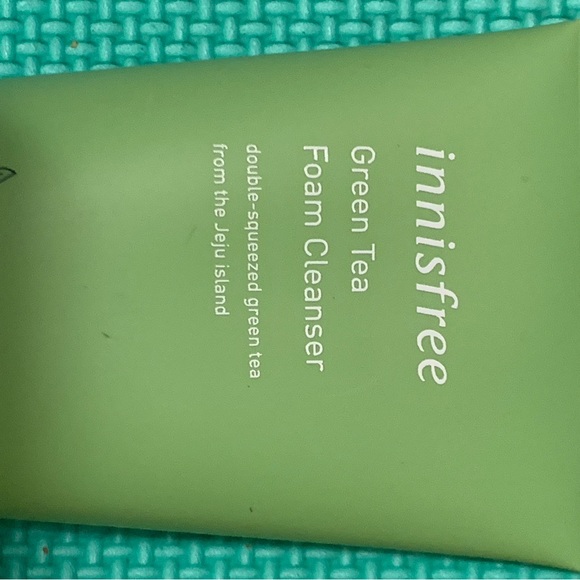 innisfree
Green Tea
Foam Cleanser
double-squeezed green tea
from the Jeju island